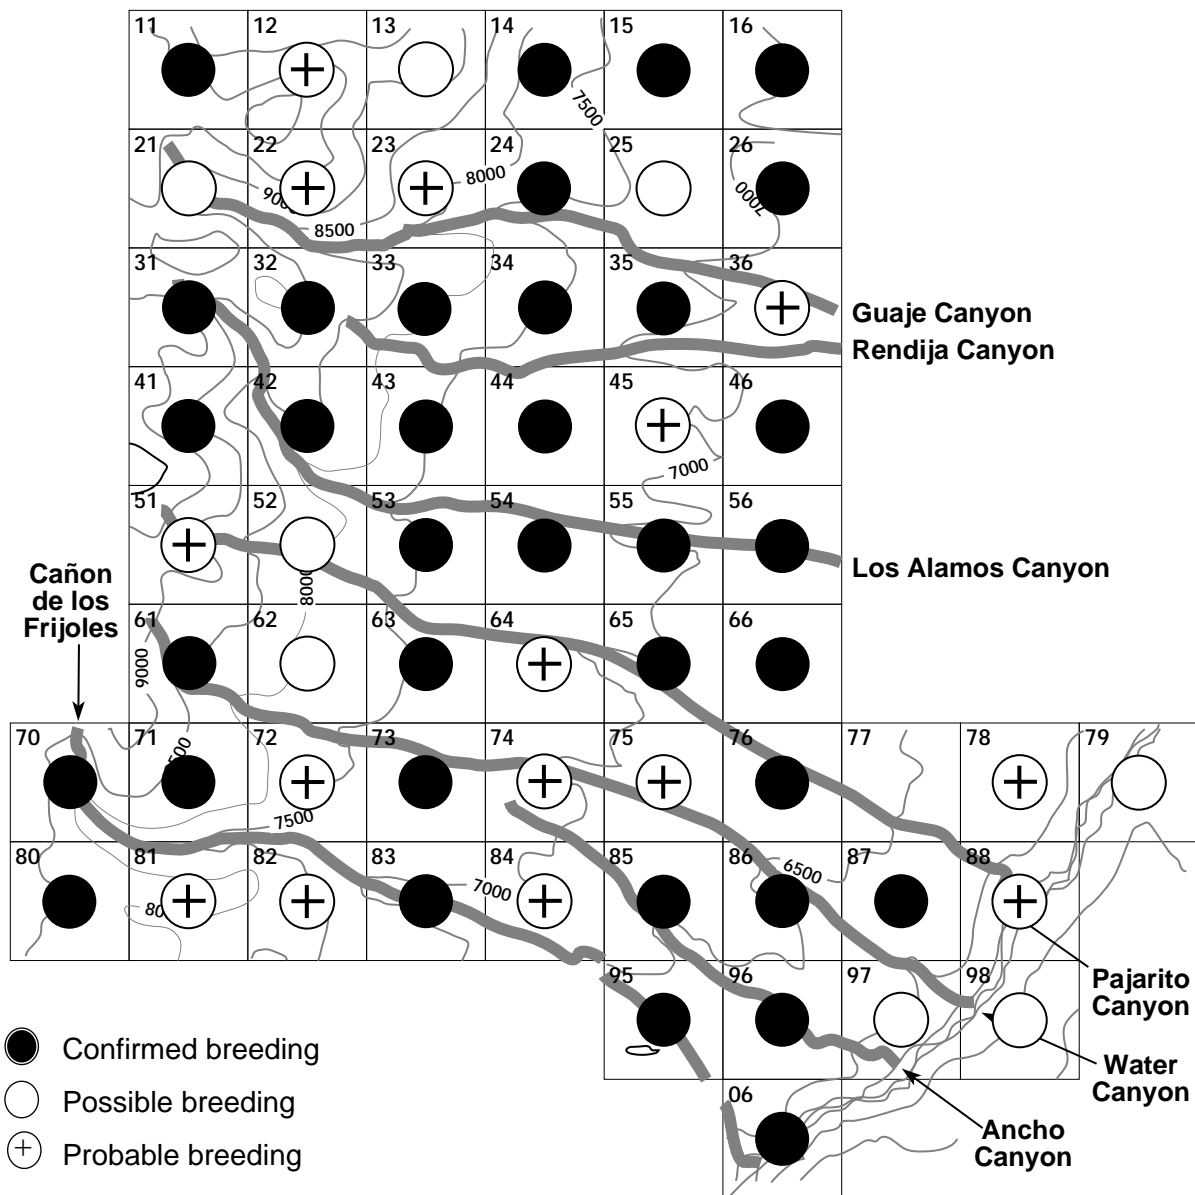 11 12 13 14 15 16
7500
21 22 23 24 25 26
8000
7000
8500
31 32 33 34 35 36
Guaje Canyon
Rendija Canyon
41 42 43 44 45 46
7000
51 52 53 54 55 56
Los Alamos Canyon
Cañon
de los
Frijoles
8000
61 62 63 64 65 66
9000
70 71 72 73 74 75 76 77 78 79
7500
80 81 82 83 84 85 86 87 88
6500
7000
95 96 97 98
Pajarito
Canyon
Water
Canyon
06
Ancho
Canyon
Confirmed breeding
Possible breeding
Probable breeding